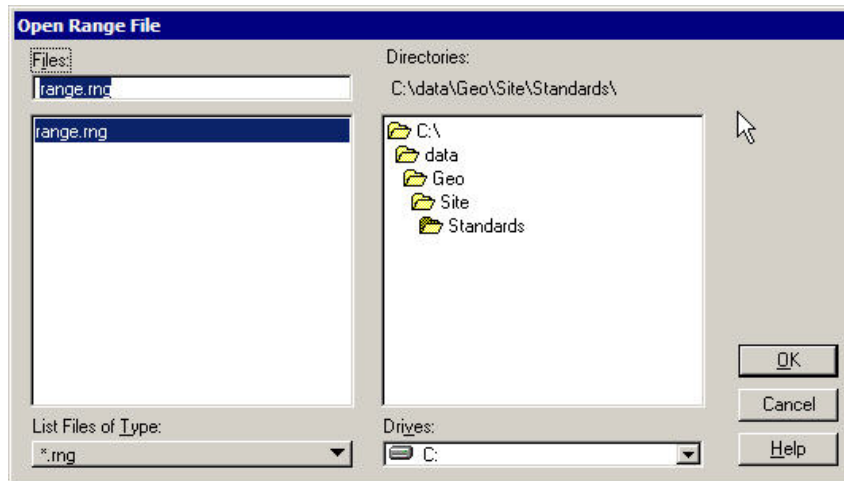 Open Range File
Files:
range.rng
range.rng
List Files of Type:
*.rng
Directories:
C:\data\Geo\Site\Standards\
C:\
data
Geo
Site
Standards
Drives:
C:
OK
Cancel
Help